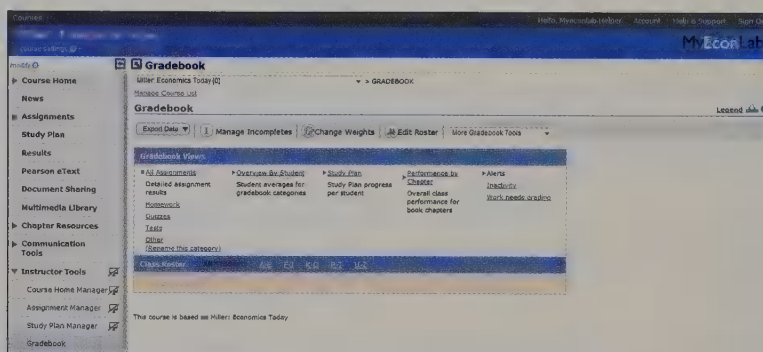 Courses
Hello, Myeconlab Helper Account Help & Support Sign O
MyEconLab
Course Settings
modify
Course Home
News
Assignments
Study Plan
Results
Pearson eText
Document Sharing
Multimedia Library
Chapter Resources
Communication
Tools
Instructor Tools
Course Home Manager
Assignment Manager
Study Plan Manager
Gradebook
Gradebook
Miller: Economics Today [0] > GRADEBOOK
Manage Course List
Gradebook
Legend
Export Data Manage Incompletes Change Weights Edit Roster More Gradebook Tools
Gradebook Views
All Assignments
Detailed assignment
results
Homework
Quizzes
Tests
Other
(Rename this category)
Overview By Student
Student averages for
gradebook categories
Study Plan
Study Plan progress
per student
Performance by
Chapter
Overall class
performance for
book chapters
Alerts
Inactivity
Work needs grading
Class Roster
This course is based on Miller: Economics Today